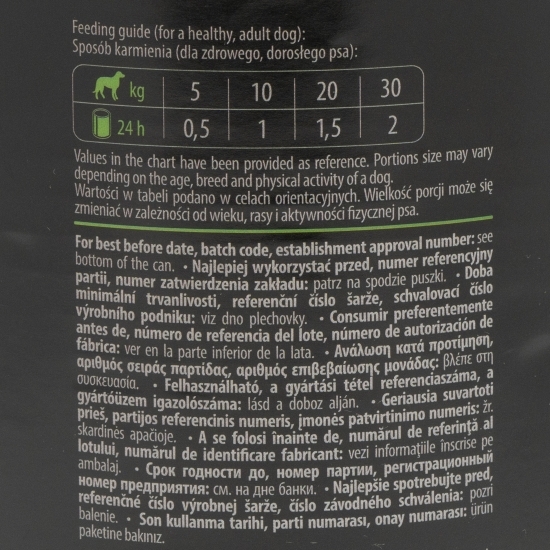 Feeding guide (for a healthy, adult dog):
Sposób karmienia (dla zdrowego, dorosłego psa):
kg 5 10 20 30
24 h 0,5 1 1,5 2
Values in the chart have been provided as reference. Portions size may vary
depending on the age, breed and physical activity of a dog.
Wartości w tabeli podano w celach orientacyjnych. Wielkość porcji może się
zmieniać w zależności od wieku, rasy i aktywności fizycznej psa.
For best before date, batch code, establishment approval number: see
bottom of the can. • Najlepiej wykorzystać przed, numer referencyjny
partii, numer zatwierdzenia zakładu: patrz na spodzie puszki. • Doba
minimální trvanlivosti, referenční číslo šarže, schvalovací číslo
výrobního podniku: viz dno plechovky. • Consumir preferentemente
antes de, número de referencia del lote, número de autorización de
fábrica: ver en la parte inferior de la lata. • Ανάλωση κατά προτίμηση,
αριθμός σειράς παρτίδας, αριθμός επιβεβαίωσης μονάδας: βλέπε στη
συσκευασία. • Felhasználható, a gyártási tétel referenciaszáma, a
gyártóüzem igazolószáma: lásd a doboz alján. • Geriausia suvartoti
prieš, partijos referencinis numeris, įmonės patvirtinimo numeris: žr.
skardinės apačioje. • A se folosi înainte de, numărul de referință al
lotului, numărul de identificare fabricant: vezi informațiile înscrise pe
ambalaj. • Срок годности до, номер партии, регистрационный
номер предприятия: см. на дне банки. • Najlepšie spotrebujte pred,
referenčné číslo výrobnej šarže, číslo závodného schválenia: pozri
balenie. • Son kullanma tarihi, parti numarası, onay numarası: ürün
paketine bakınız.